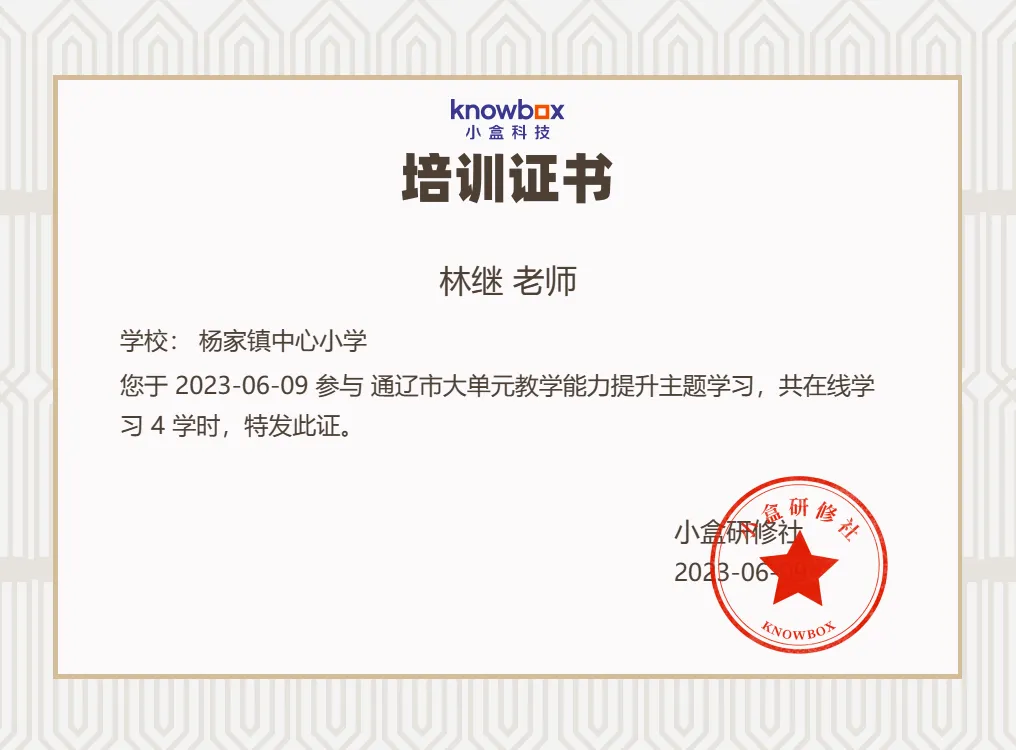 knowbox
小盒科技
培训证书
林继 老师
学校： 杨家镇中心小学
您于 2023-06-09 参与 通辽市大单元教学能力提升主题学习，共在线学
习 4 学时，特发此证。
小盒研修社
小盒研修社
2023-06-09
KNOWBOX